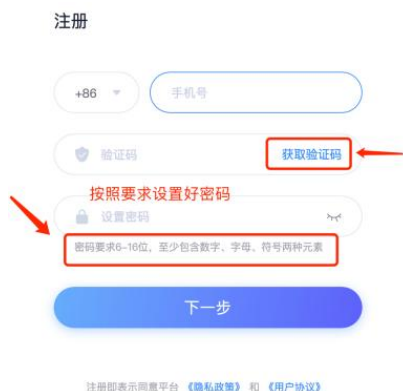 注册
+86 手机号
验证码 获取验证码
按照要求设置好密码
设置密码
密码要求6-16位，至少包含数字、字母、符号两种元素
下一步
注册即表示同意平台 《隐私政策》 和 《用户协议》